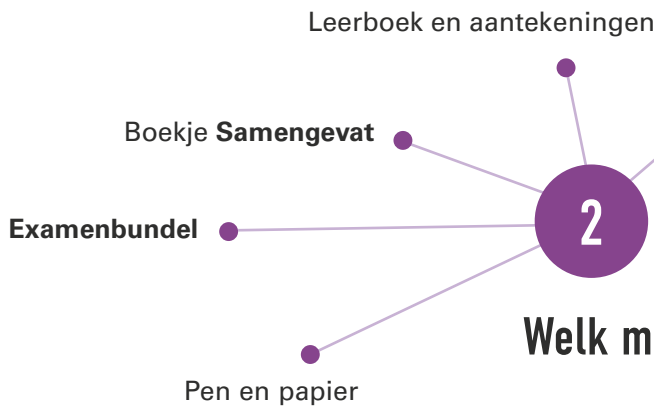 Leerboek en aantekeningen
Boekje Samengevat
Examenbundel
2
Welk m
Pen en papier